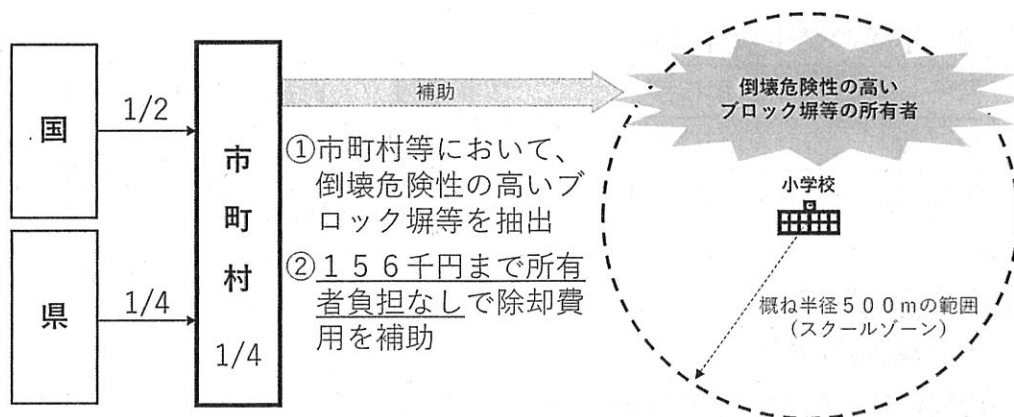 国
1/2
県
1/4
市町村
1/4
補助
①市町村等において、
倒壊危険性の高いブ
ロック塀等を抽出
②１５６千円まで所有
者負担なしで除却費
用を補助
倒壊危険性の高い
ブロック塀等の所有者
小学校
概ね半径５００ｍの範囲
（スクールゾーン）